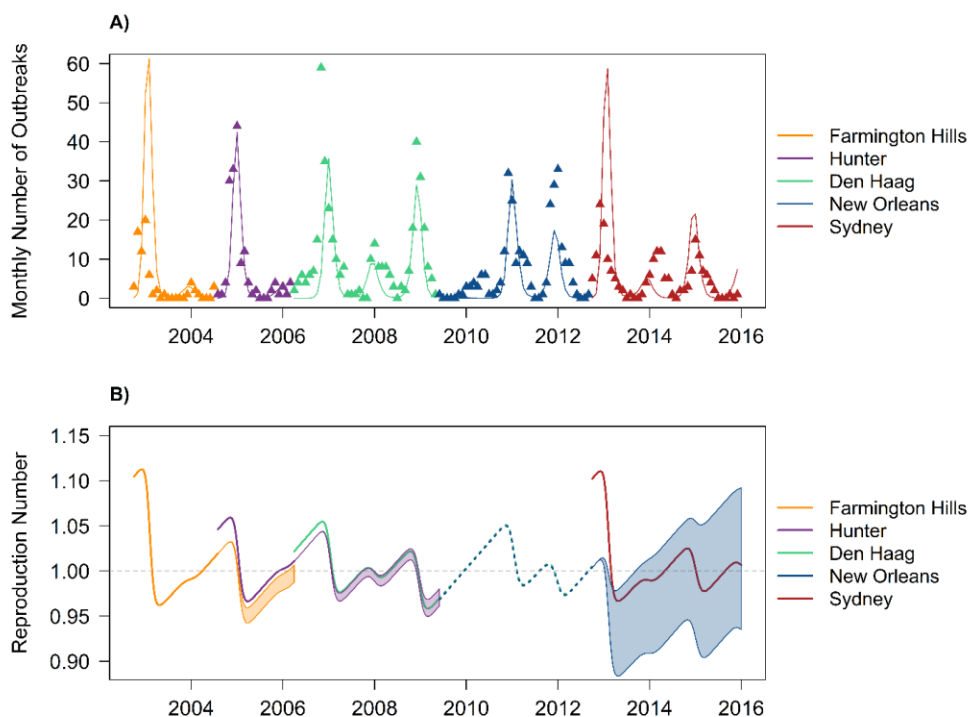 A)
Monthly Number of Outbreaks
60
50
40
30
20
10
0
2004 2006 2008 2010 2012 2014 2016
Farmington Hills
Hunter
Den Haag
New Orleans
Sydney
B)
Reproduction Number
1.15
1.10
1.05
1.00
0.95
0.90
2004 2006 2008 2010 2012 2014 2016
Farmington Hills
Hunter
Den Haag
New Orleans
Sydney